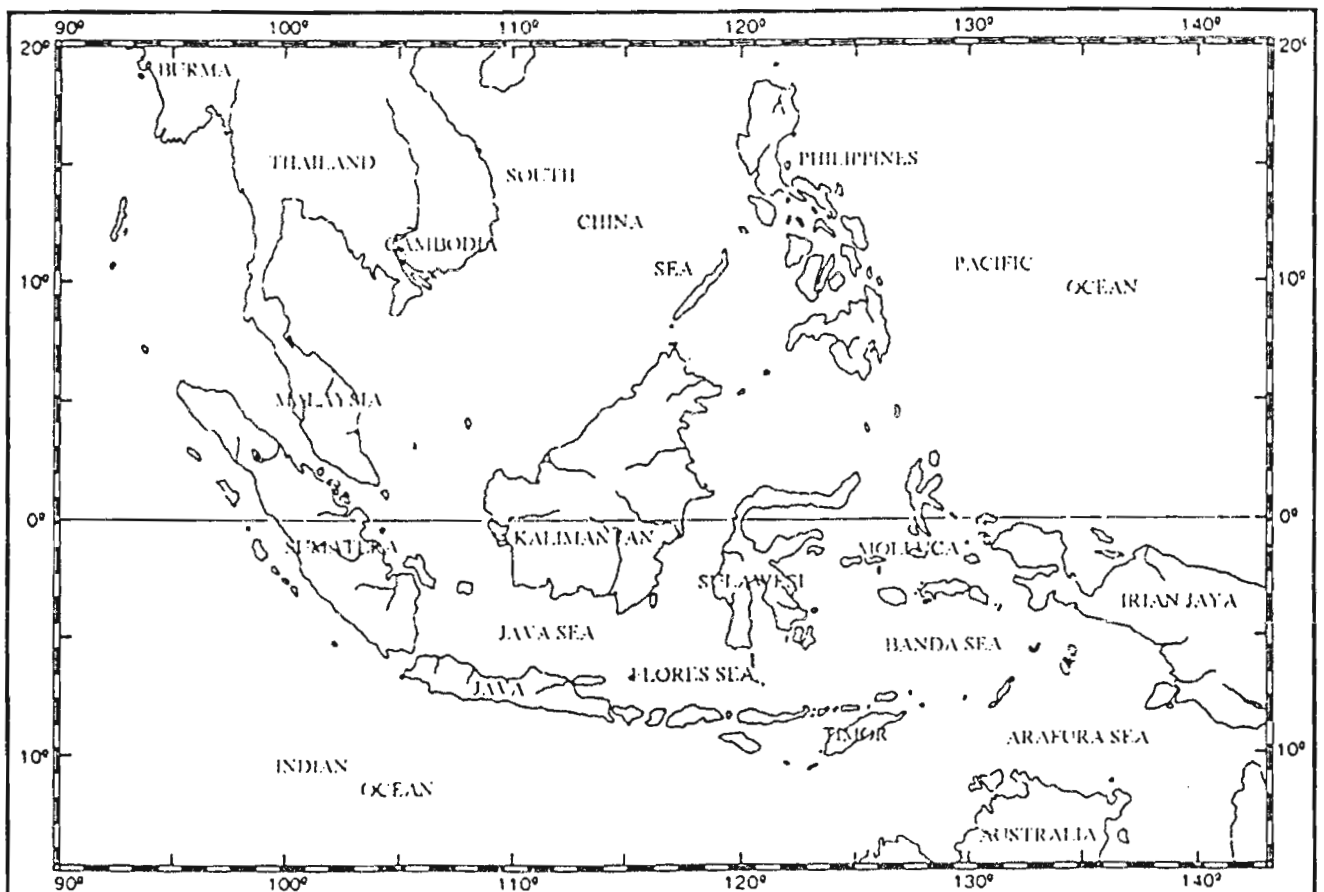 90° 100° 110° 120° 130° 140°
20° 20°
BURMA
THAILAND
PHILIPPINES
SOUTH
CHINA
CAMBODIA
SEA
PACIFIC
10° OCEAN 10°
MALAYSIA
0° 0°
SUMATERA
KALIMANTAN
MOLLUCA
SULAWESI
IRIAN JAYA
JAVA SEA
BANDA SEA
FLORES SEA
JAVA
TIMOR
ARAFURA SEA
10° 10°
INDIAN
OCEAN
AUSTRALIA
90° 100° 110° 120° 130° 140°